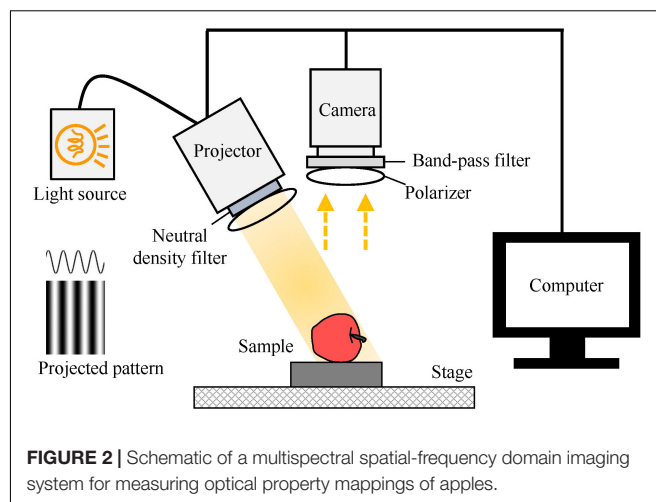 Camera
Projector
Band-pass filter
Polarizer
Light source
Neutral
density filter
Computer
Sample
Projected pattern
Stage
FIGURE 2 | Schematic of a multispectral spatial-frequency domain imaging
system for measuring optical property mappings of apples.